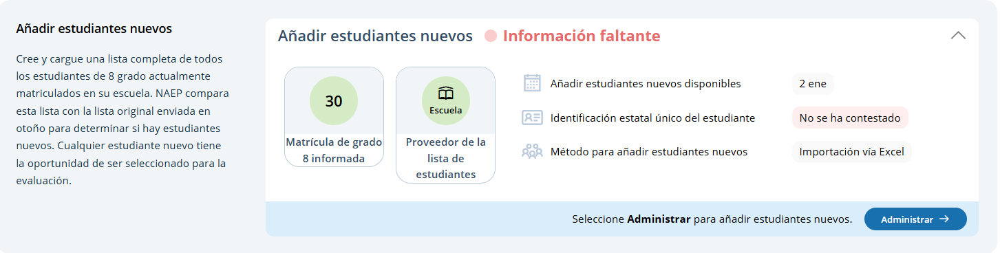 Añadir estudiantes nuevos
Cree y cargue una lista completa de todos
los estudiantes de 8 grado actualmente
matriculados en su escuela. NAEP compara
esta lista con la lista original enviada en
otoño para determinar si hay estudiantes
nuevos. Cualquier estudiante nuevo tiene
la oportunidad de ser seleccionado para la
evaluación.
Añadir estudiantes nuevos Información faltante
30
Matrícula de grado
8 informada
Escuela
Proveedor de la
lista de
estudiantes
Añadir estudiantes nuevos disponibles 2 ene
Identificación estatal único del estudiante No se ha contestado
Método para añadir estudiantes nuevos Importación vía Excel
Seleccione Administrar para añadir estudiantes nuevos. Administrar